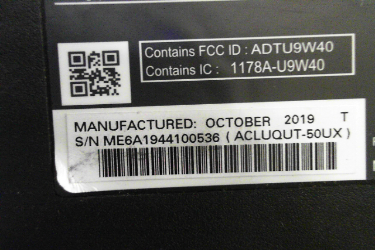 Contains FCC ID : ADTU9W40
Contains IC : 1178A-U9W40
MANUFACTURED: OCTOBER 2019 T
S/N ME6A1944100536 ( ACLUQUT-50UX )